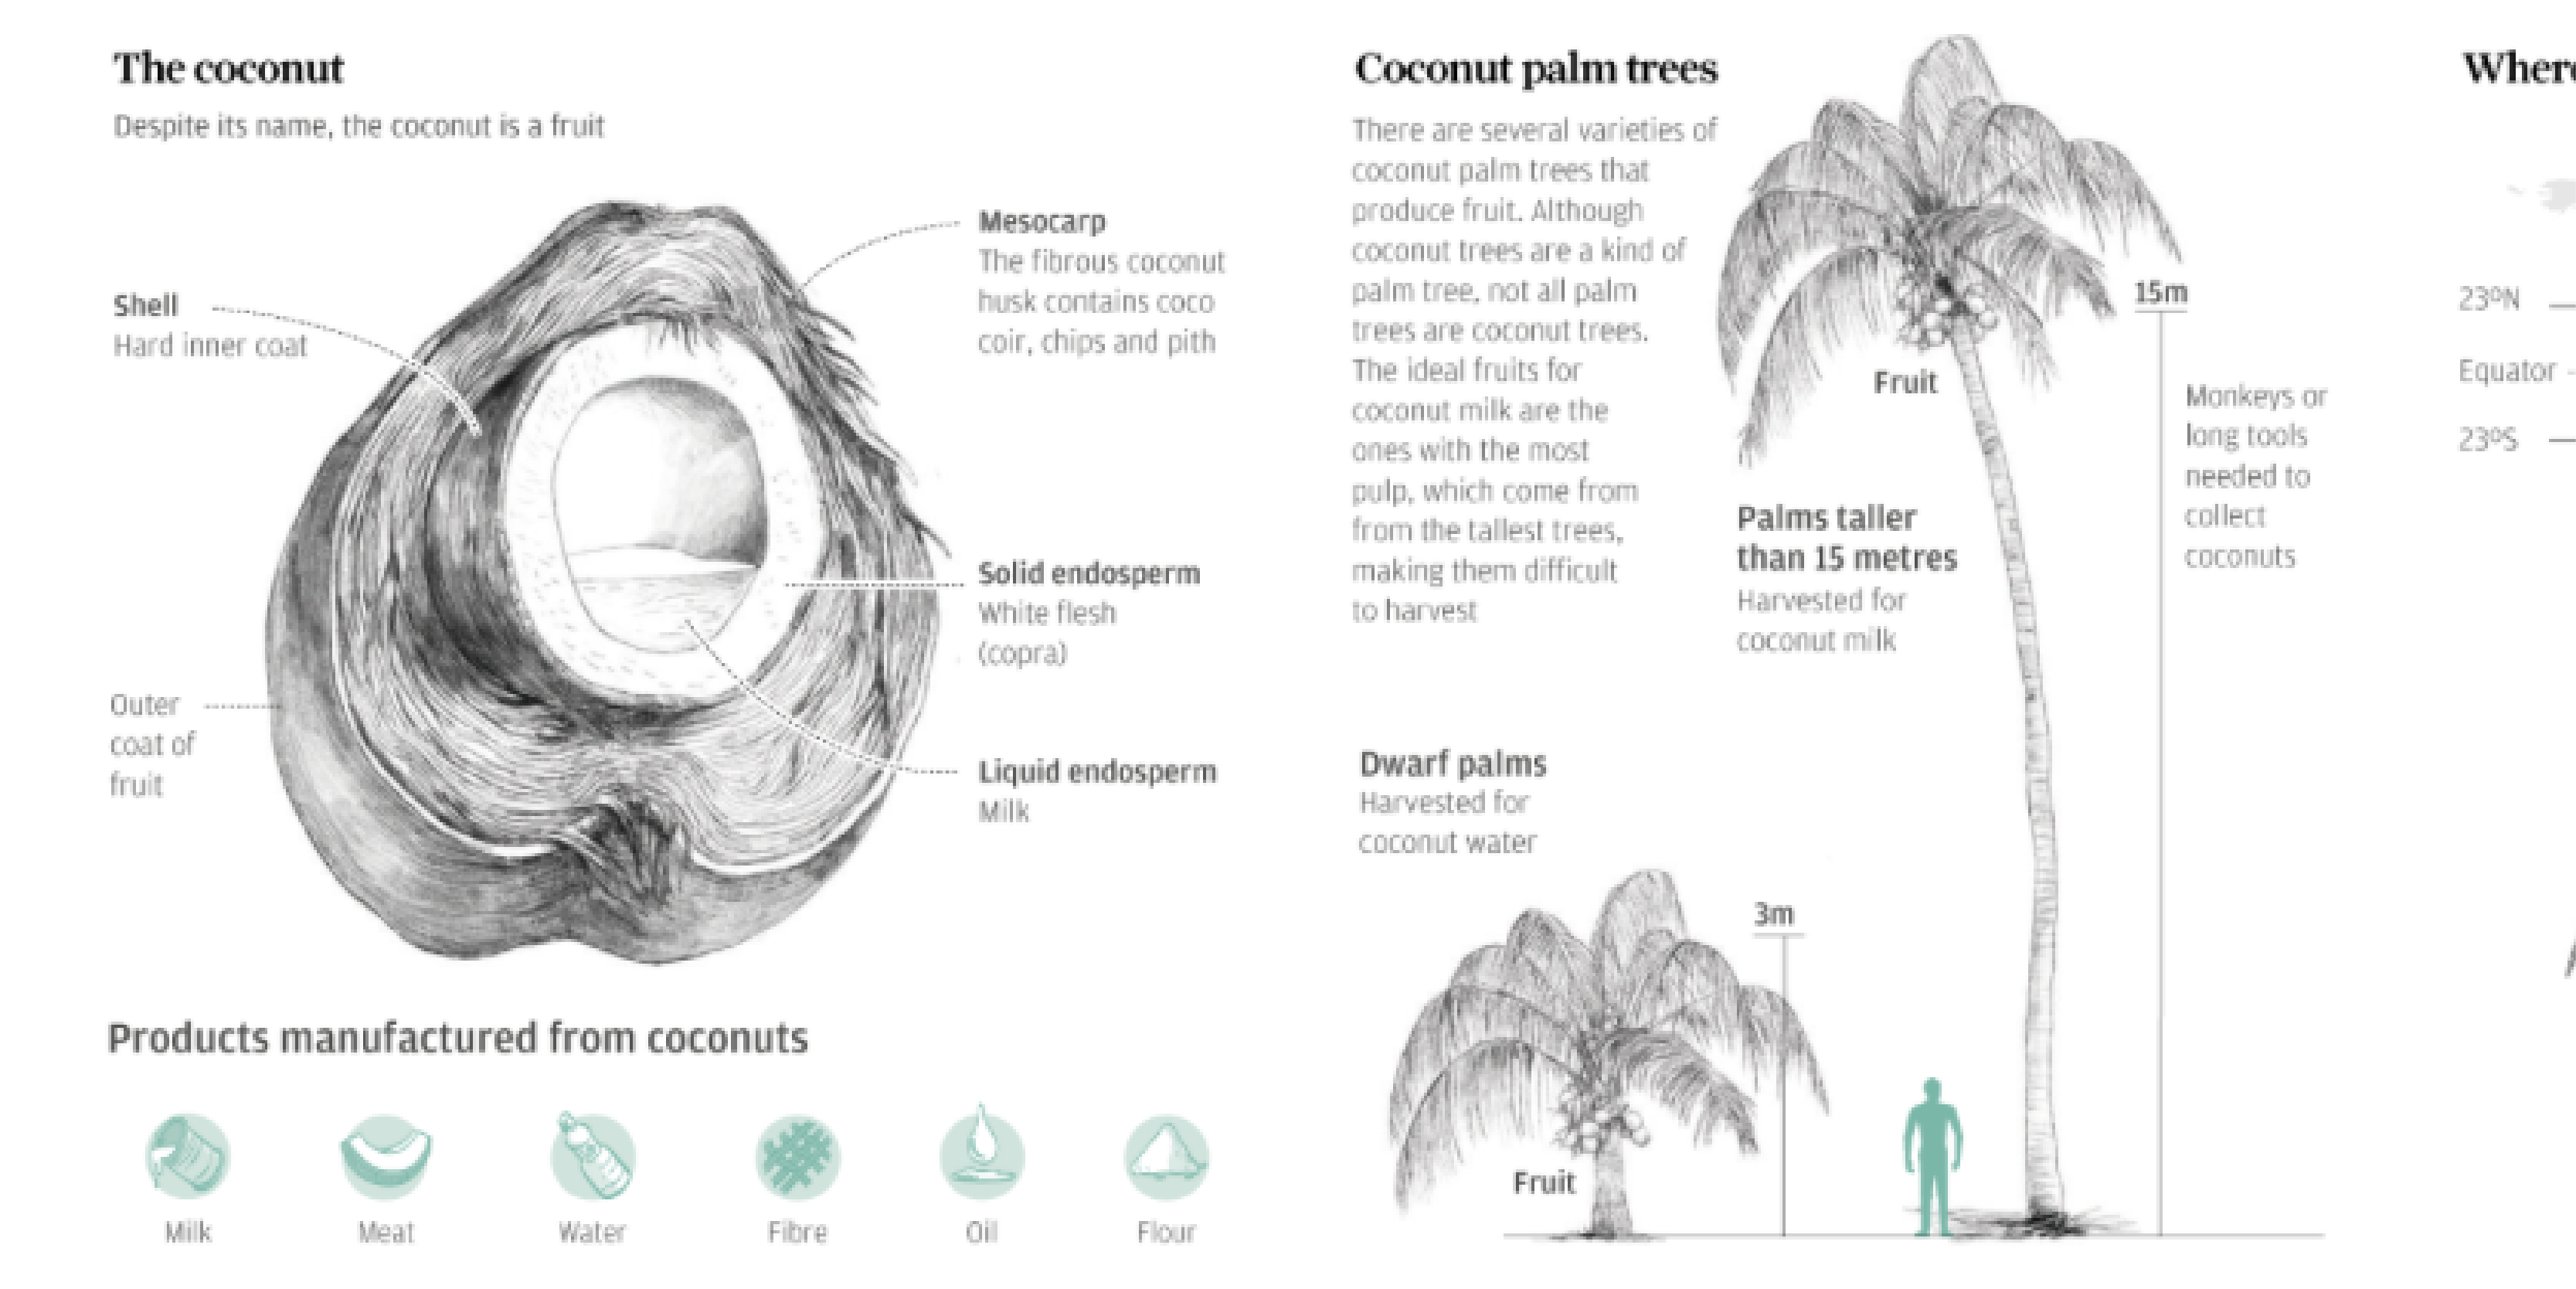 The coconut
Despite its name, the coconut is a fruit
Shell
Hard inner coat
Mesocarp
The fibrous coconut
husk contains coco
coir, chips and pith
Solid endosperm
White flesh
(copra)
Outer
coat of
fruit
Liquid endosperm
Milk
Products manufactured from coconuts
Milk
Meat
Water
Fibre
Oil
Flour
Coconut palm trees
There are several varieties of
coconut palm trees that
produce fruit. Although
coconut trees are a kind of
palm tree, not all palm
trees are coconut trees.
The ideal fruits for
coconut milk are the
ones with the most
pulp, which come from
from the tallest trees,
making them difficult
to harvest
Fruit
15m
Monkeys or
long tools
needed to
collect
coconuts
Palms taller
than 15 metres
Harvested for
coconut milk
Dwarf palms
Harvested for
coconut water
3m
Fruit
23ºN
Equator
23ºS